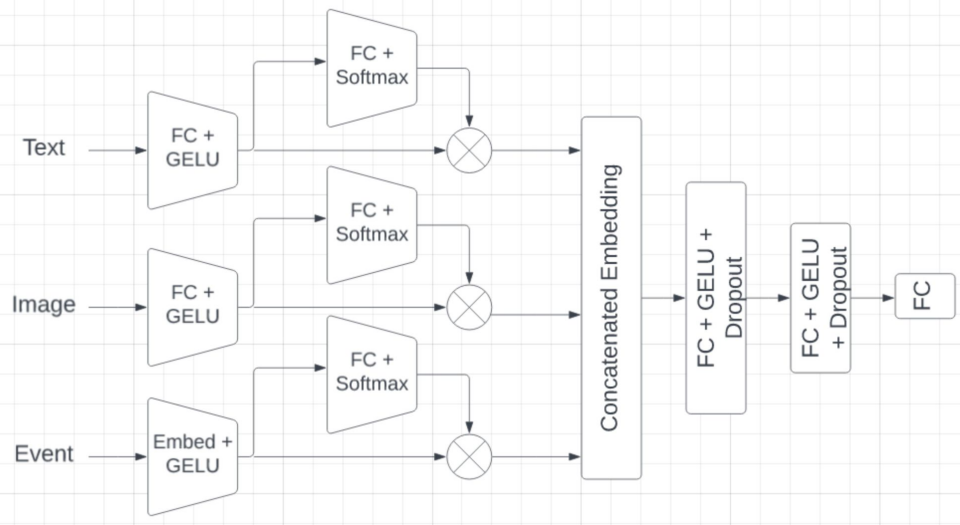 Text
FC +
GELU
FC +
Softmax
Image
FC +
GELU
FC +
Softmax
Event
Embed +
GELU
FC +
Softmax
Concatenated Embedding
FC + GELU +
Dropout
FC + GELU
+ Dropout
FC